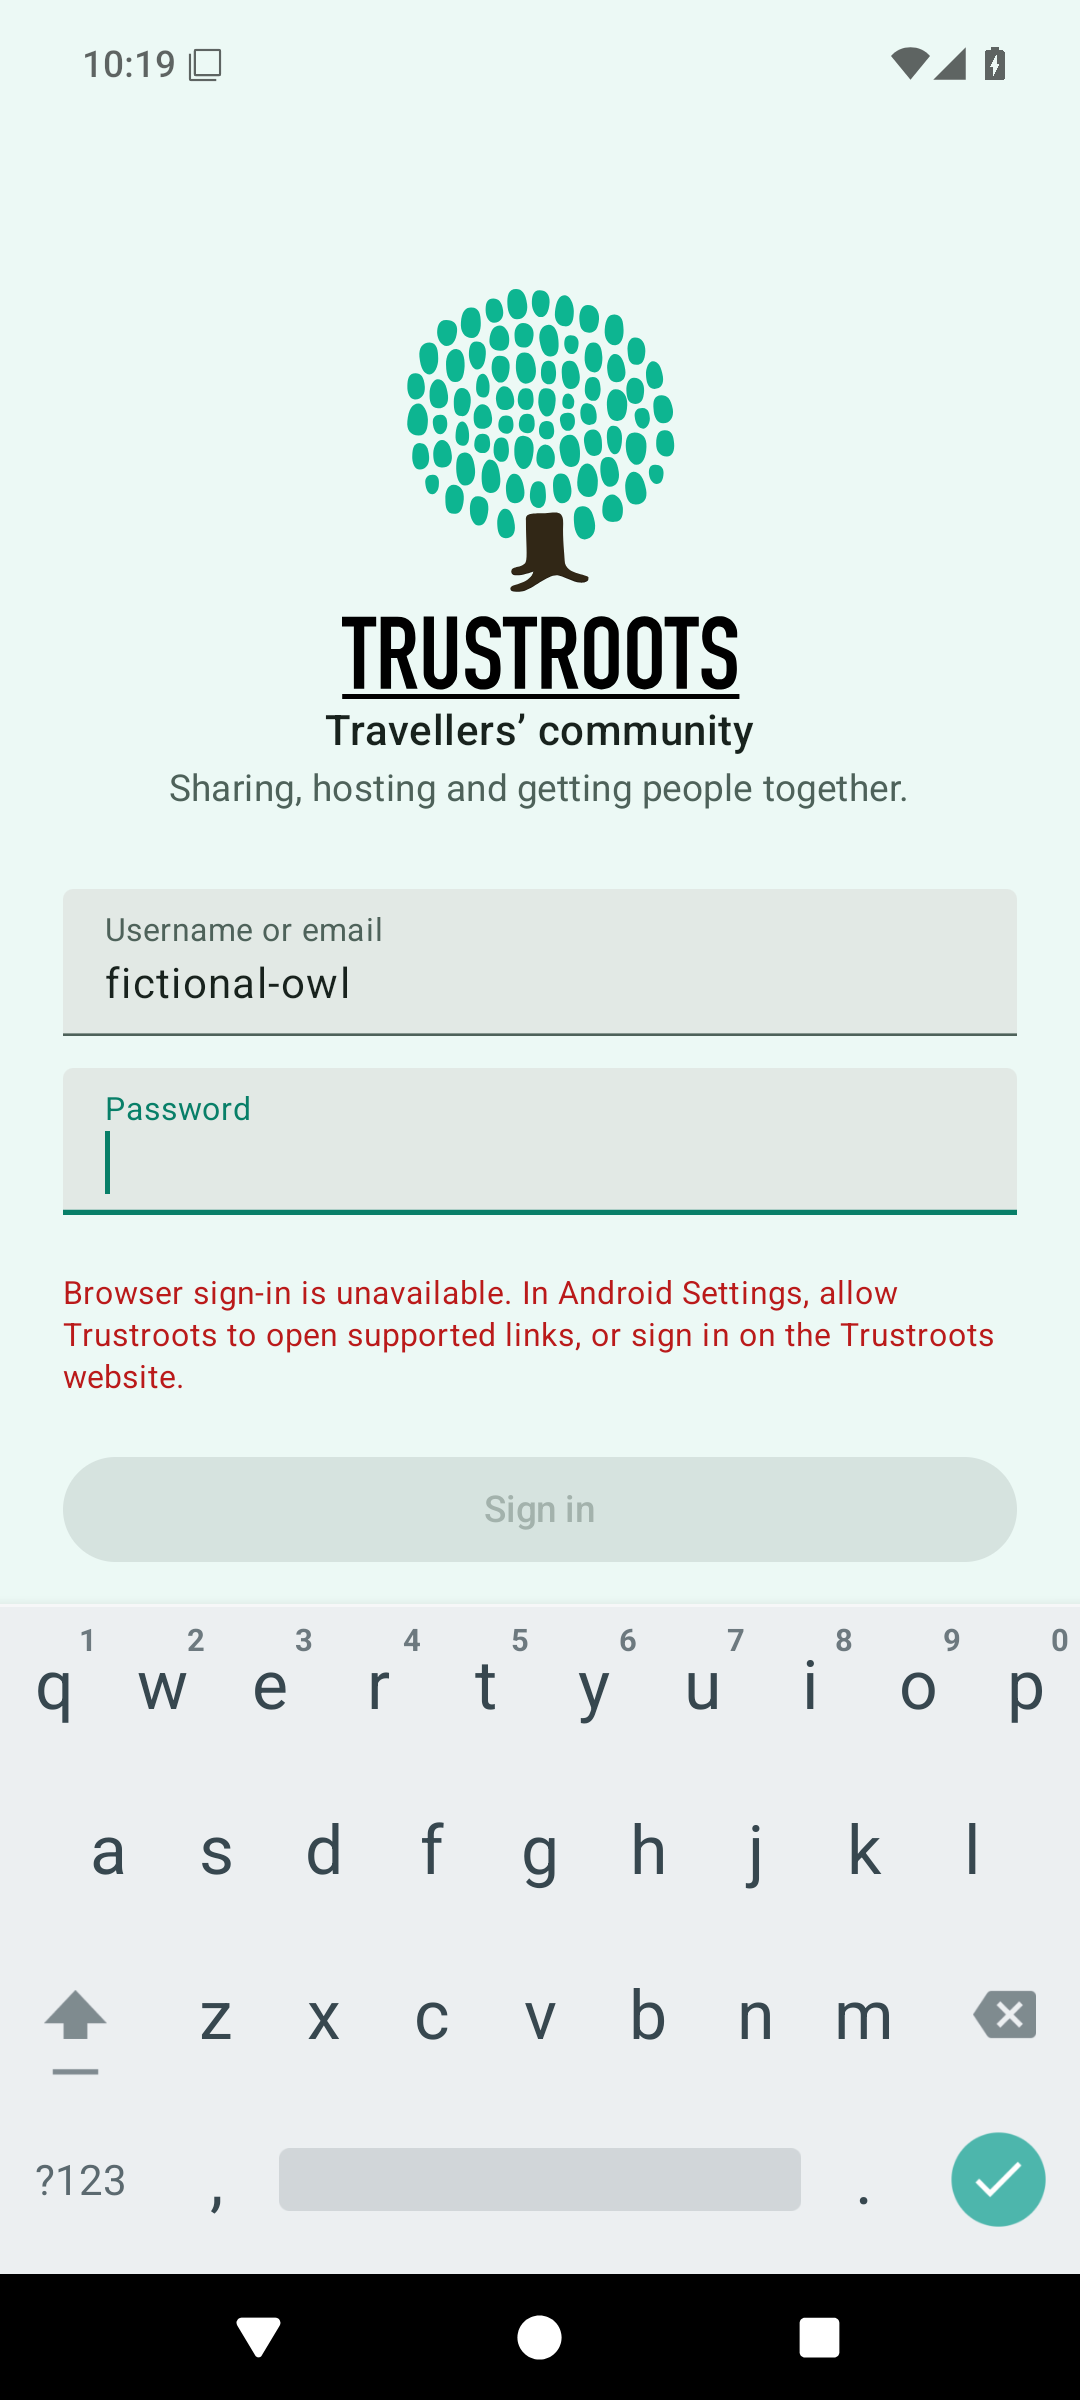 10:19
TRUSTROOTS
Travellers’ community
Sharing, hosting and getting people together.
Username or email
fictional-owl
Password
Browser sign-in is unavailable. In Android Settings, allow
Trustroots to open supported links, or sign in on the Trustroots
website.
Sign in
1 2 3 4 5 6 7 8 9 0
q w e r t y u i o p
a s d f g h j k l
z x c v b n m
?123 , .